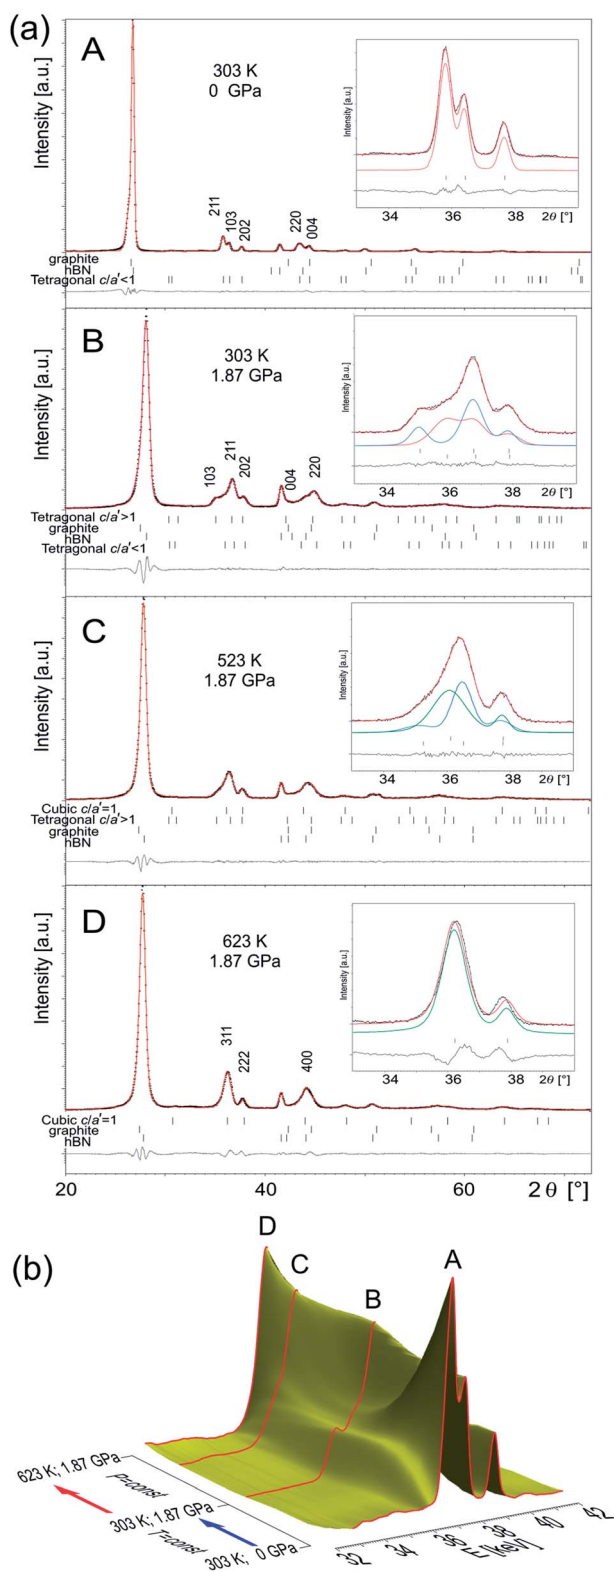 (a)
A
303 K
0 GPa
Intensity [a.u.]
Intensity [a.u.]
34 36 38 2θ [°]
211
103
202
220
004
graphite
hBN
Tetragonal c/a'<1
B
303 K
1.87 GPa
Intensity [a.u.]
Intensity [a.u.]
34 36 38 2θ [°]
103
211
202
004
220
Tetragonal c/a'>1
graphite
hBN
Tetragonal c/a'<1
C
523 K
1.87 GPa
Intensity [a.u.]
Intensity [a.u.]
34 36 38 2θ [°]
Cubic c/a'=1
Tetragonal c/a'>1
graphite
hBN
D
623 K
1.87 GPa
Intensity [a.u.]
Intensity [a.u.]
34 36 38 2θ [°]
311
222
400
Cubic c/a'=1
graphite
hBN
20 40 60 2 θ [°]
(b)
D
C
B
A
623 K; 1.87 GPa
P=const
303 K; 1.87 GPa
T=const
303 K; 0 GPa
32 34 36 38 40 42
E [keV]